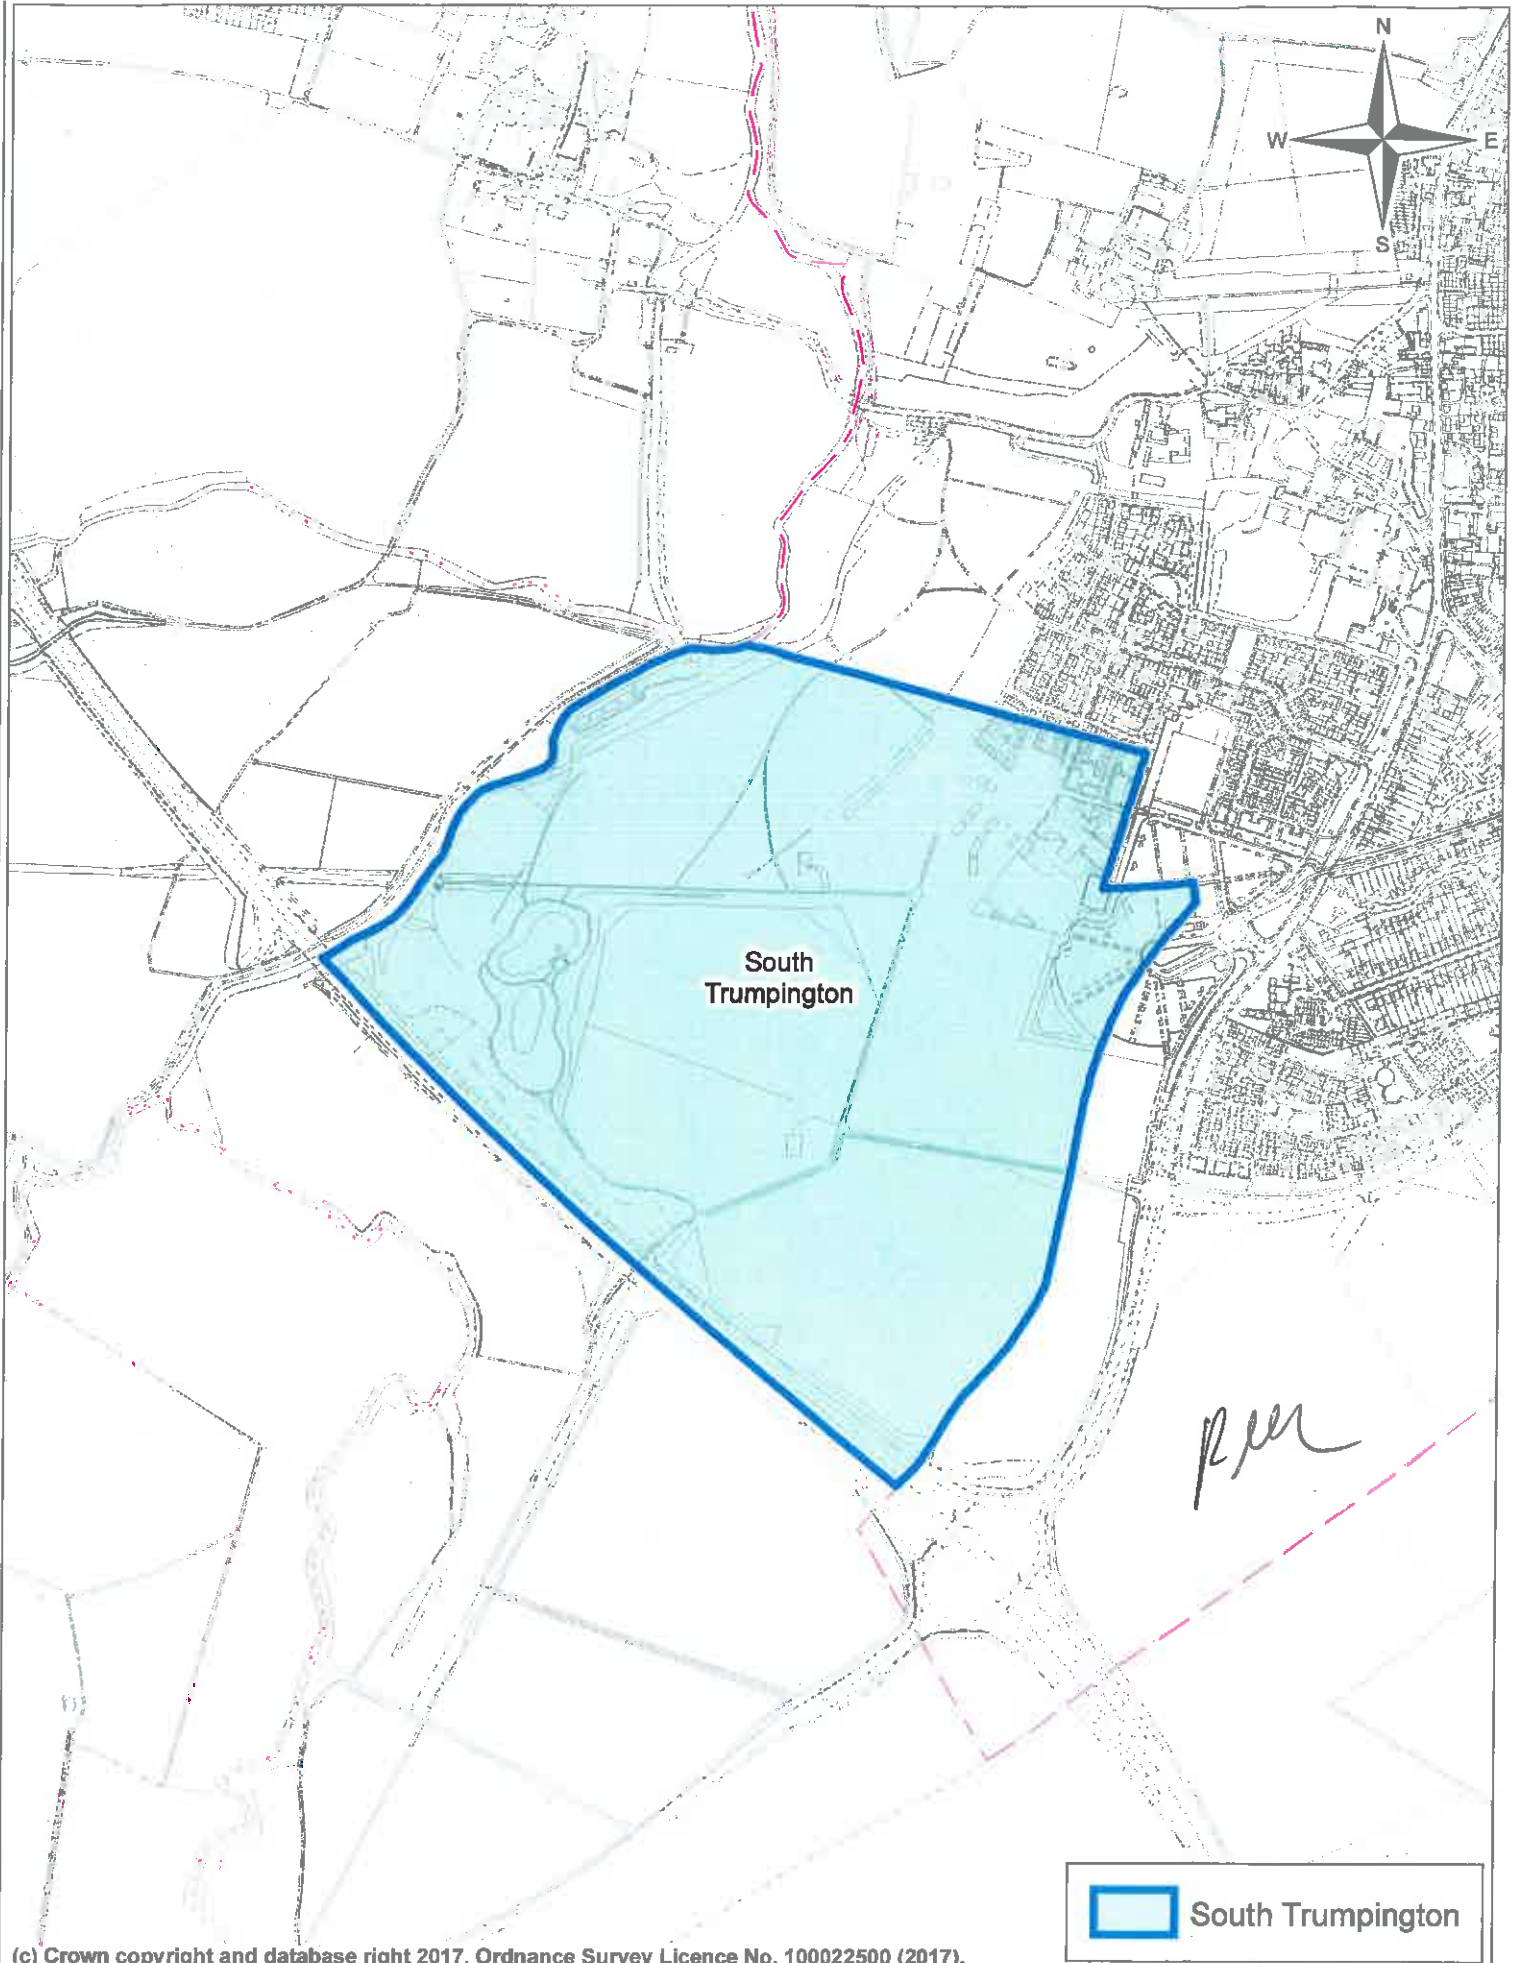 N
W
E
S
South
Trumpington
South Trumpington
(c) Crown copyright and database right 2017. Ordnance Survey Licence No. 100022500 (2017).